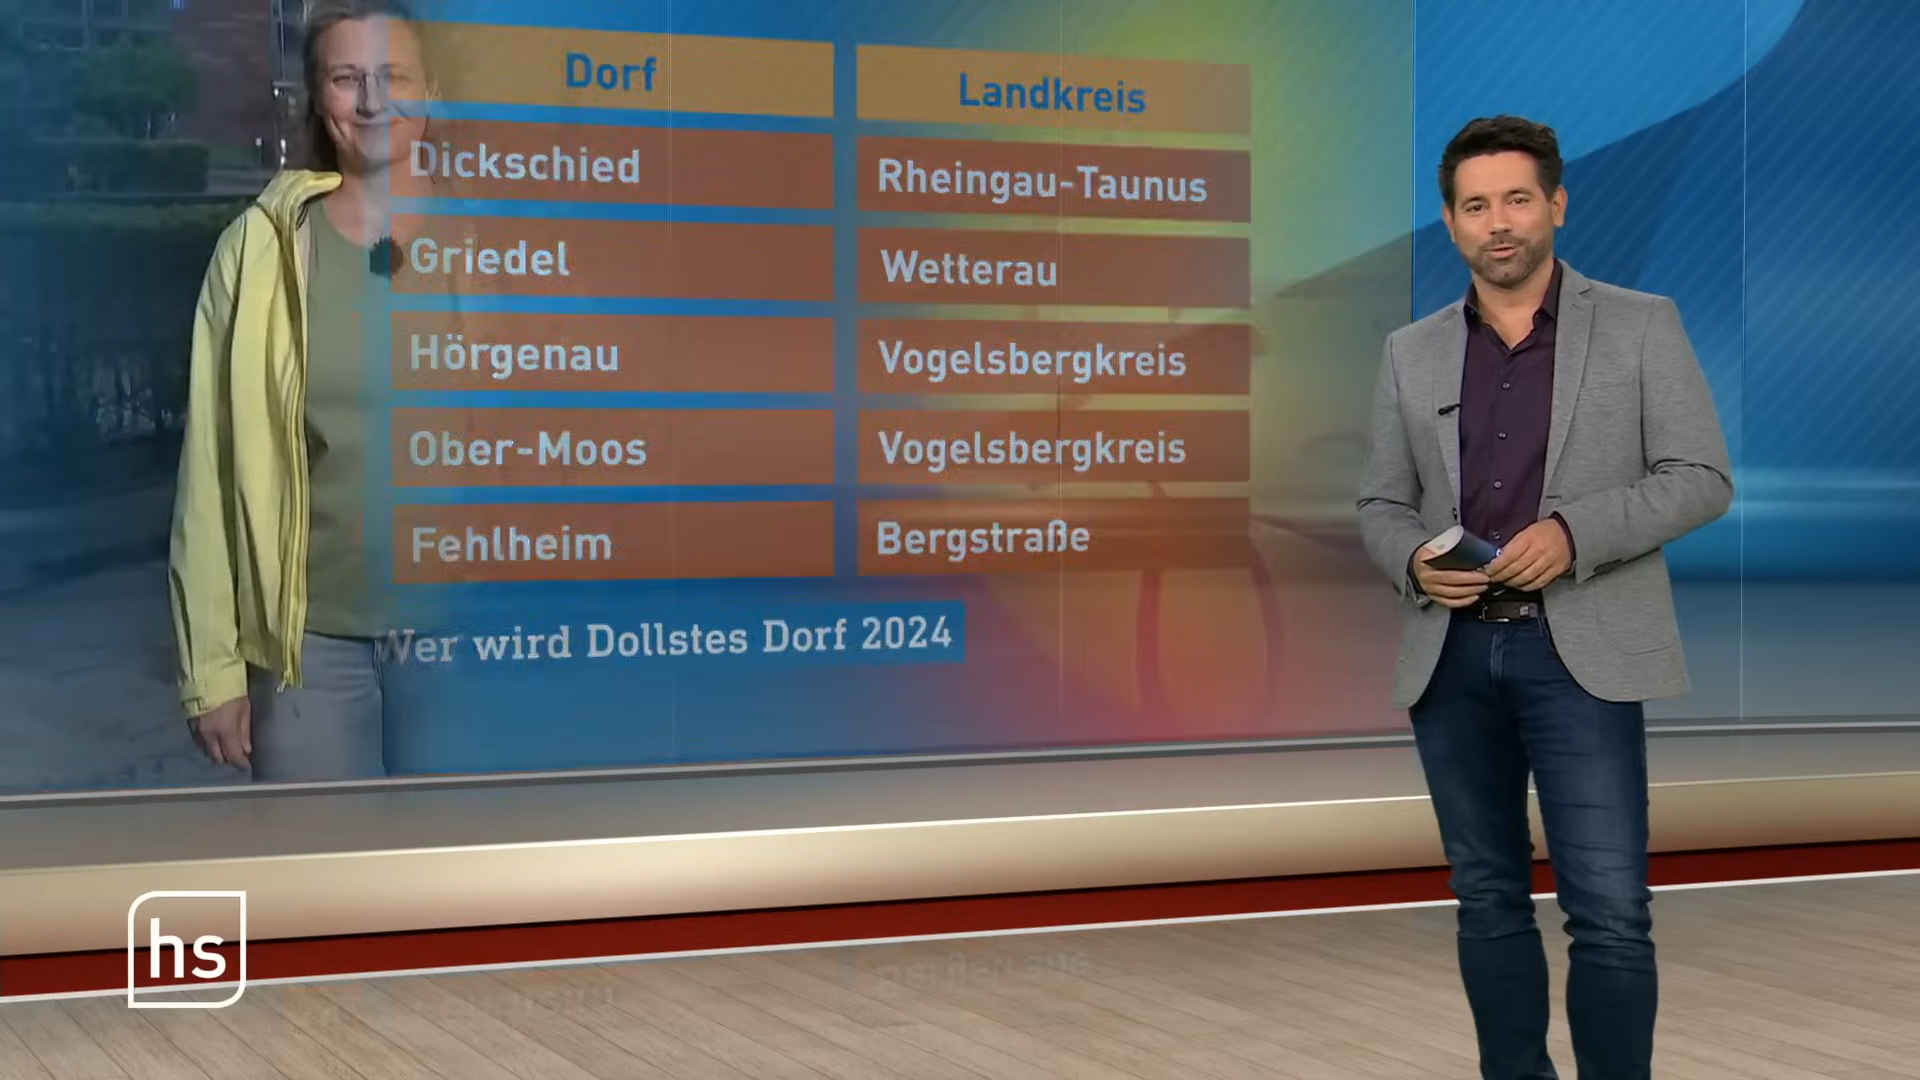 Dorf Landkreis
Dickschied Rheingau-Taunus
Griedel Wetterau
Hörgenau Vogelsbergkreis
Ober-Moos Vogelsbergkreis
Fehlheim Bergstraße
Wer wird Dollstes Dorf 2024
hs